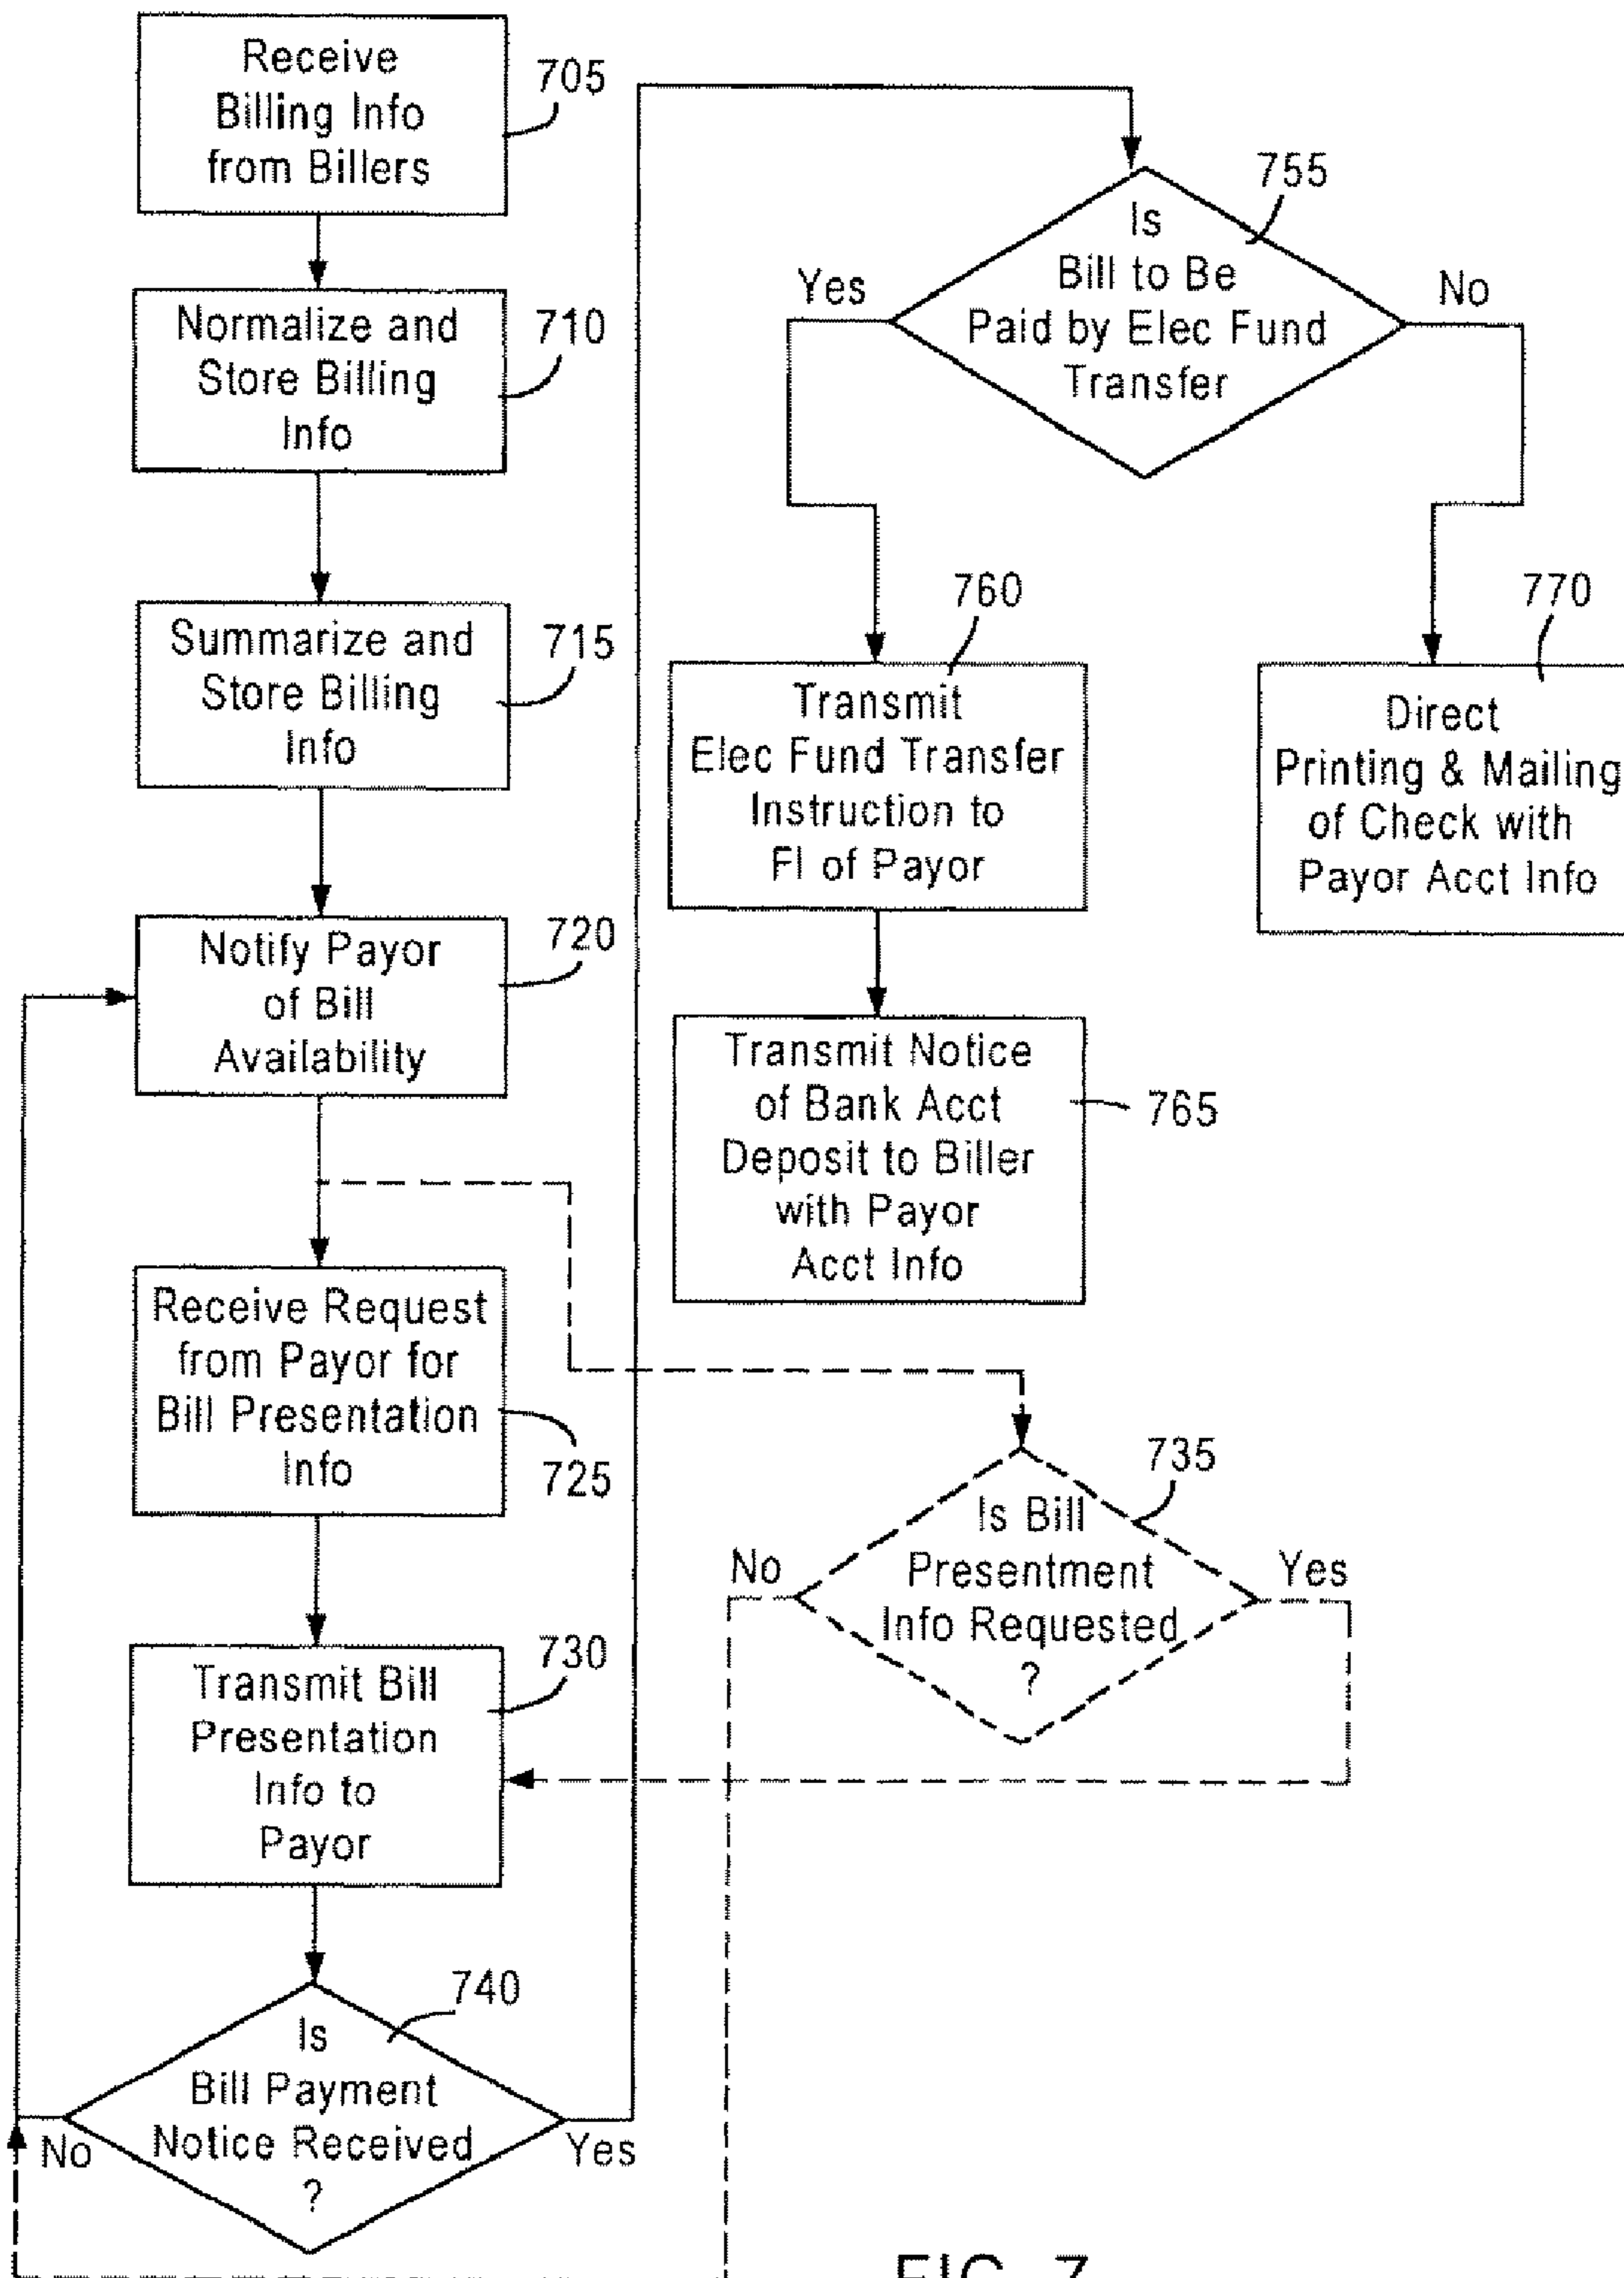 Receive
Billing Info
from Billers
705
Normalize and
Store Billing
Info
710
Summarize and
Store Billing
Info
715
Notify Payor
of Bill
Availability
720
Receive Request
from Payor for
Bill Presentation
Info
725
Transmit Bill
Presentation
Info to
Payor
730
Is
Bill Payment
Notice Received
?
740
No
Yes
Is
Bill to Be
Paid by Elec Fund
Transfer
755
Yes
No
Transmit
Elec Fund Transfer
Instruction to
FI of Payor
760
Direct
Printing & Mailing
of Check with
Payor Acct Info
770
Transmit Notice
of Bank Acct
Deposit to Biller
with Payor
Acct Info
765
Is Bill
Presentment
Info Requested
?
735
No
Yes
FIG. 7